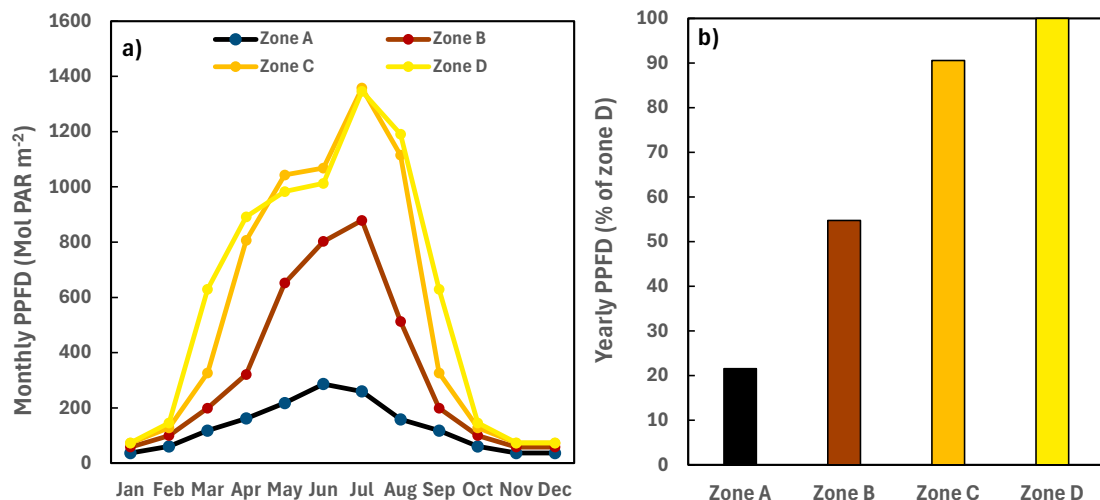 a)
Zone A
Zone B
Zone C
Zone D
Monthly PPFD (Mol PAR m⁻²)
1600
1400
1200
1000
800
600
400
200
0
Jan Feb Mar Apr May Jun Jul Aug Sep Oct Nov Dec
b)
Yearly PPFD (% of zone D)
100
90
80
70
60
50
40
30
20
10
0
Zone A Zone B Zone C Zone D